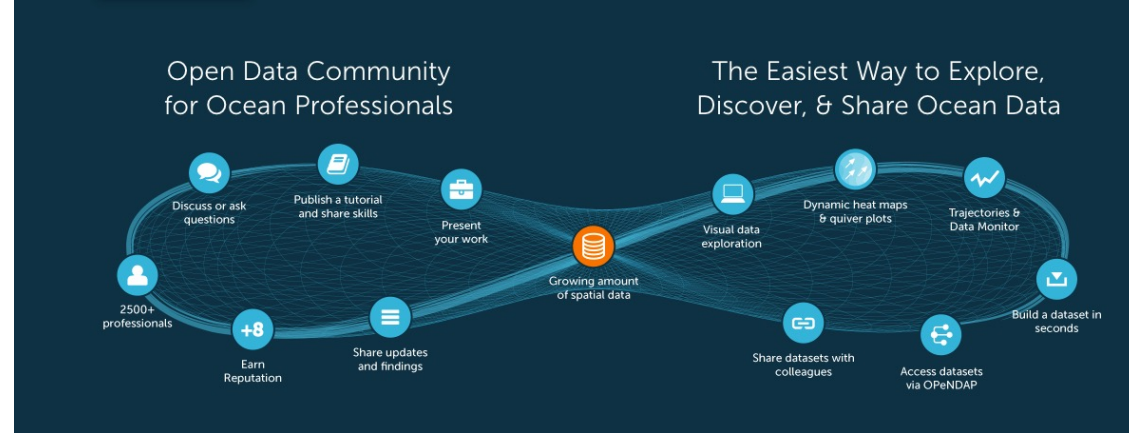 Open Data Community
for Ocean Professionals
The Easiest Way to Explore,
Discover, & Share Ocean Data
Discuss or ask
questions
Publish a tutorial
and share skills
Present
your work
2500+
professionals
+8
Earn
Reputation
Share updates
and findings
Growing amount
of spatial data
Visual data
exploration
Dynamic heat maps
& quiver plots
Trajectories &
Data Monitor
Build a dataset in
seconds
Share datasets with
colleagues
Access datasets
via OPeNDAP